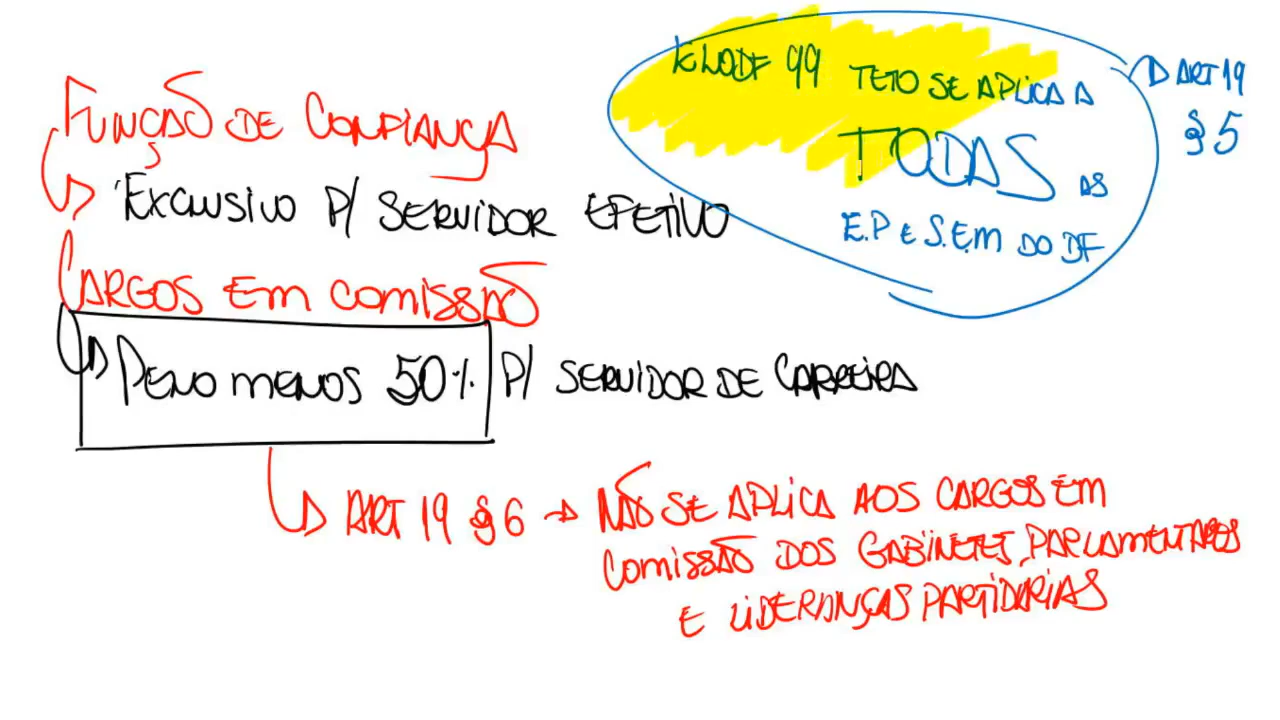 FUNÇÃO DE CONFIANÇA
EXCLUSIVO P/ SERVIDOR EFETIVO
CARGOS EM COMISSÃO
PELO MENOS 50% P/ SERVIDOR DE CARREIRA
ART 19 § 6 → NÃO SE APLICA AOS CARGOS EM
COMISSÃO DOS GABINETES PARLAMENTARES
E LIDERANÇAS PARTIDÁRIAS
ELODF 99 TETO SE APLICA A
TODAS AS
E.P E S.E.M DO DF
ART 19
§ 5